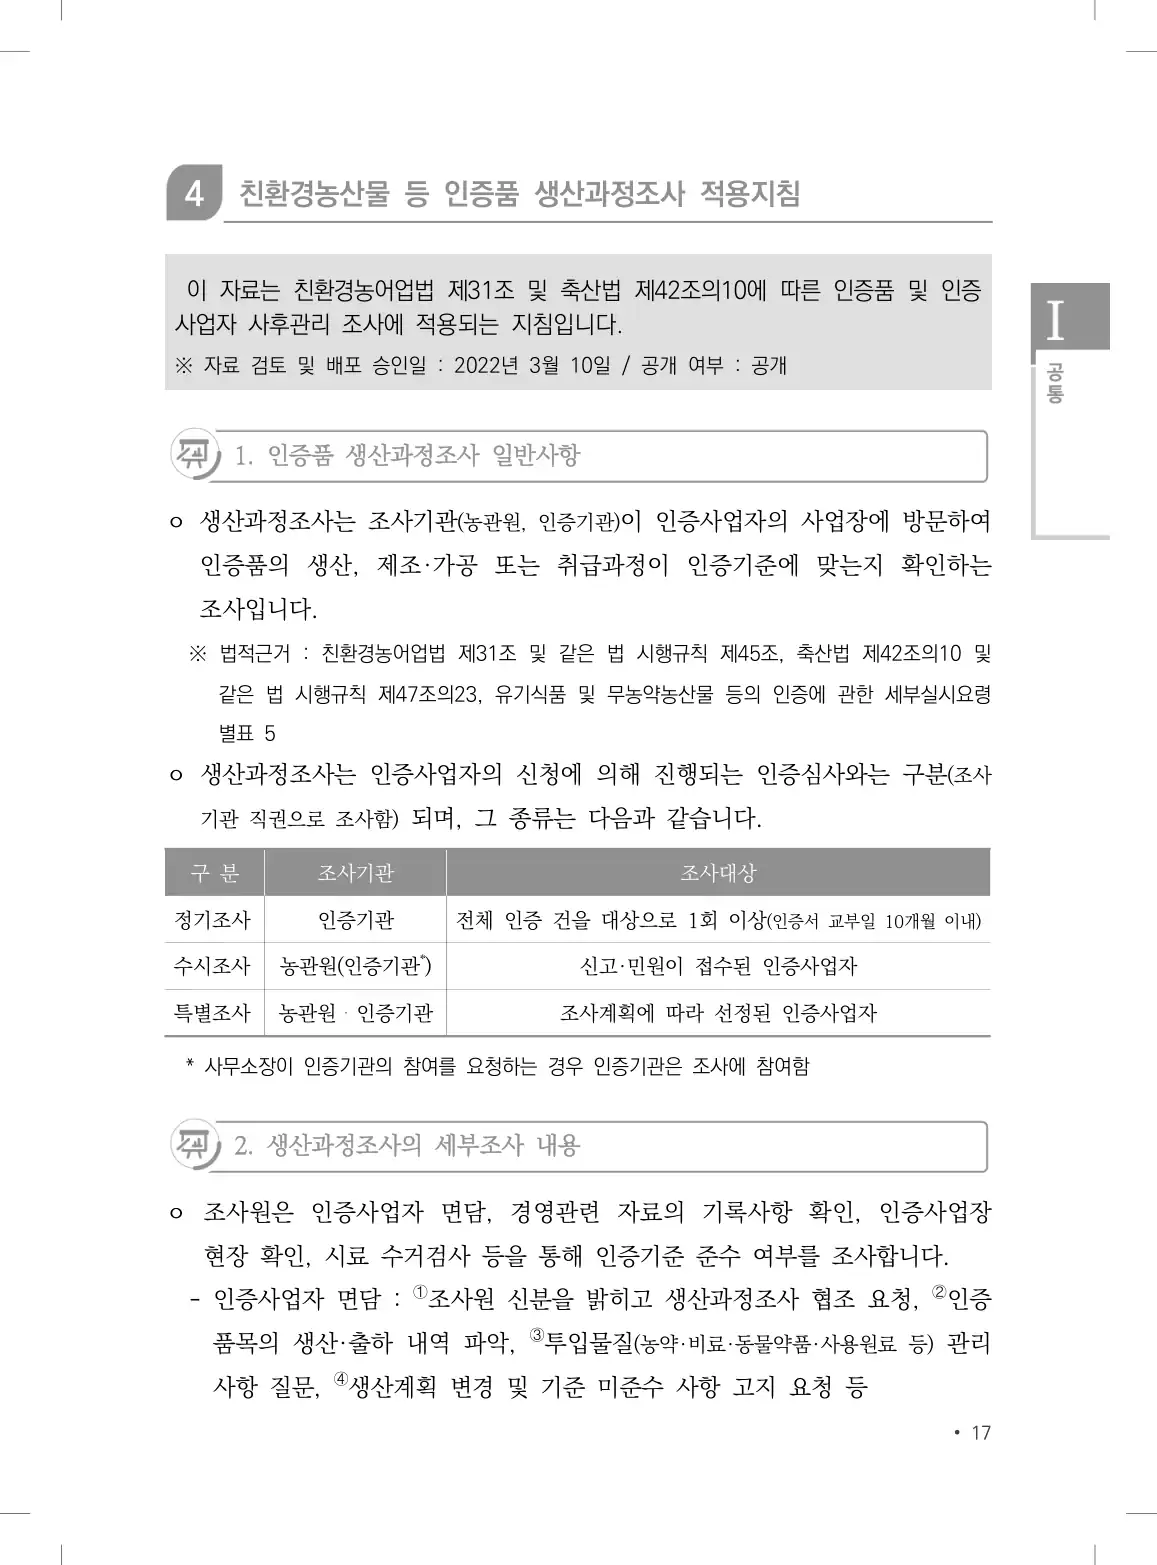 4 친환경농산물 등 인증품 생산과정조사 적용지침
이 자료는 친환경농어업법 제31조 및 축산법 제42조의10에 따른 인증품 및 인증
사업자 사후관리 조사에 적용되는 지침입니다.
※ 자료 검토 및 배포 승인일 : 2022년 3월 10일 / 공개 여부 : 공개
Ⅰ
공통
1. 인증품 생산과정조사 일반사항
ㅇ 생산과정조사는 조사기관(농관원, 인증기관)이 인증사업자의 사업장에 방문하여
인증품의 생산, 제조·가공 또는 취급과정이 인증기준에 맞는지 확인하는
조사입니다.
※ 법적근거 : 친환경농어업법 제31조 및 같은 법 시행규칙 제45조, 축산법 제42조의10 및
같은 법 시행규칙 제47조의23, 유기식품 및 무농약농산물 등의 인증에 관한 세부실시요령
별표 5
ㅇ 생산과정조사는 인증사업자의 신청에 의해 진행되는 인증심사와는 구분(조사
기관 직권으로 조사함) 되며, 그 종류는 다음과 같습니다.
구 분 조사기관 조사대상
정기조사 인증기관 전체 인증 건을 대상으로 1회 이상(인증서 교부일 10개월 이내)
수시조사 농관원(인증기관*) 신고·민원이 접수된 인증사업자
특별조사 농관원·인증기관 조사계획에 따라 선정된 인증사업자
* 사무소장이 인증기관의 참여를 요청하는 경우 인증기관은 조사에 참여함
2. 생산과정조사의 세부조사 내용
ㅇ 조사원은 인증사업자 면담, 경영관련 자료의 기록사항 확인, 인증사업장
현장 확인, 시료 수거검사 등을 통해 인증기준 준수 여부를 조사합니다.
- 인증사업자 면담 : ①조사원 신분을 밝히고 생산과정조사 협조 요청, ②인증
품목의 생산·출하 내역 파악, ③투입물질(농약·비료·동물약품·사용원료 등) 관리
사항 질문, ④생산계획 변경 및 기준 미준수 사항 고지 요청 등
• 17